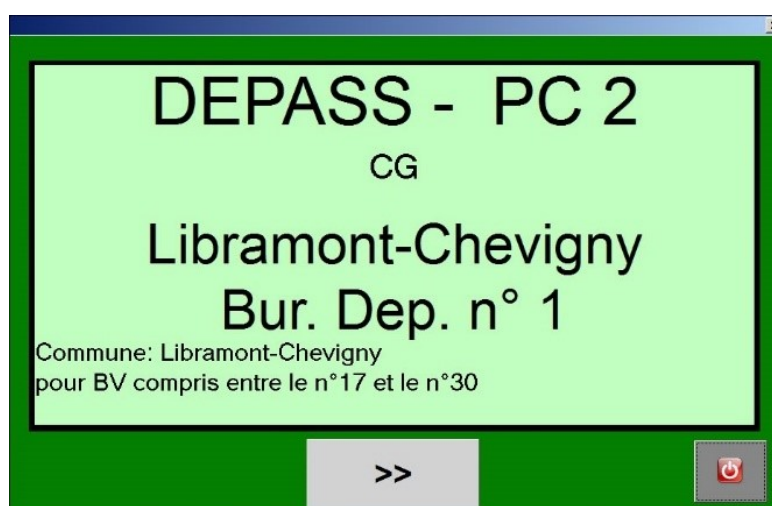 DEPASS - PC 2
CG
Libramont-Chevigny
Bur. Dep. n° 1
Commune: Libramont-Chevigny
pour BV compris entre le n°17 et le n°30
>>